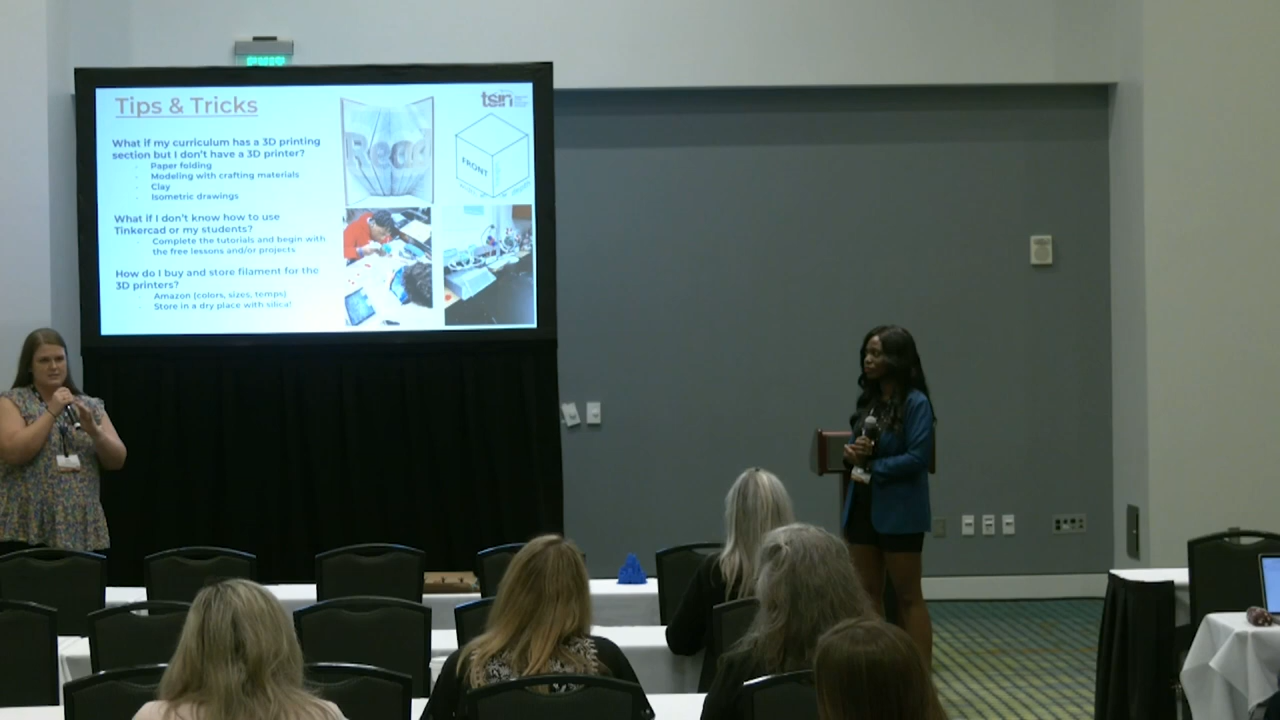 EXIT
Tips & Tricks
tsin
What if my curriculum has a 3D printing
section but I don't have a 3D printer?
Paper folding
Modeling with crafting materials
Clay
Isometric drawings
What if I don't know how to use
Tinkercad or my students?
Complete the tutorials and begin with
the free lessons and/or projects
How do I buy and store filament for the
3D printers?
Amazon (colors, sizes, temps)
Store in a dry place with silica!
Read
FRONT